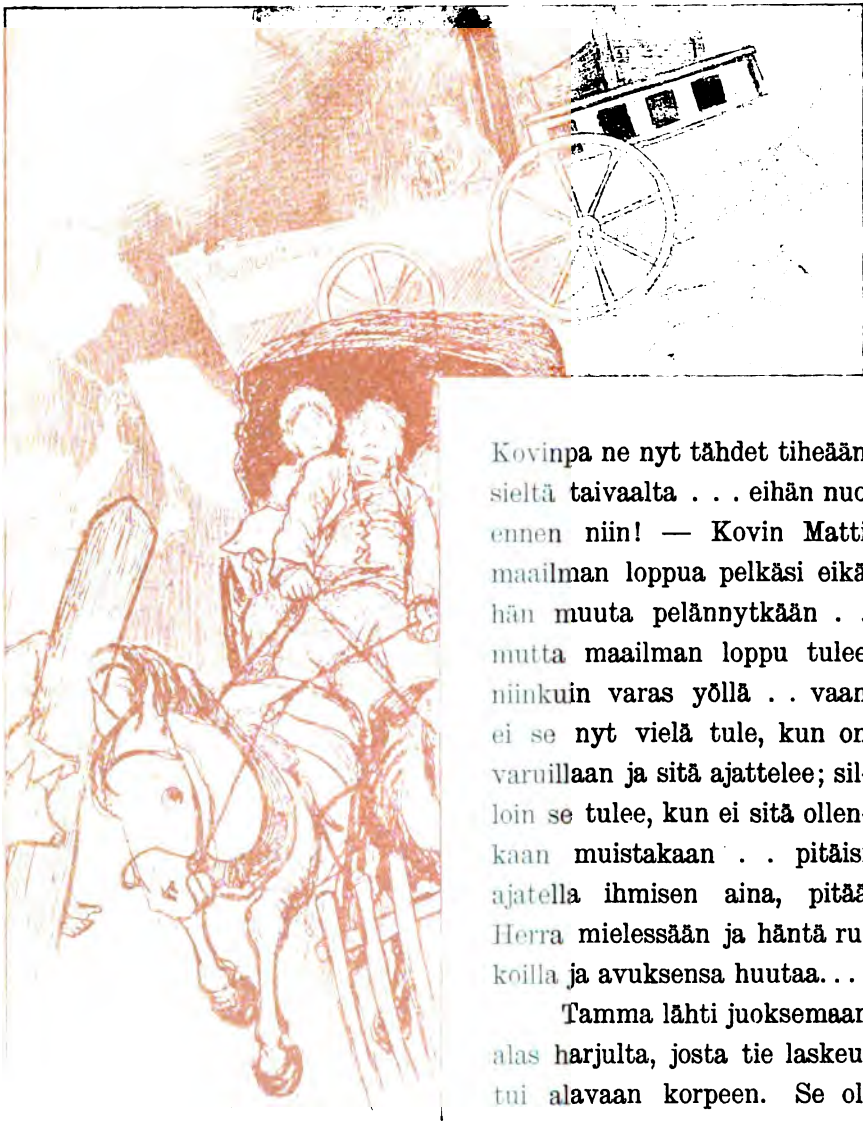 Kovinpa ne nyt tähdet tiheään
sieltä taivaalta . . . eihän nuo
ennen niin! — Kovin Matti
maailman loppua pelkäsi eikä
hän muuta pelännytkään . .
mutta maailman loppu tulee
niinkuin varas yöllä . . vaan
ei se nyt vielä tule, kun on
varuillaan ja sitä ajattelee; sil-
loin se tulee, kun ei sitä ollen-
kaan muistakaan . . pitäisi
ajatella ihmisen aina, pitää
Herra mielessään ja häntä ru-
koilla ja avuksensa huutaa. . .
Tamma lähti juoksemaan
alas harjulta, josta tie laskeu-
tui alavaan korpeen. Se oli